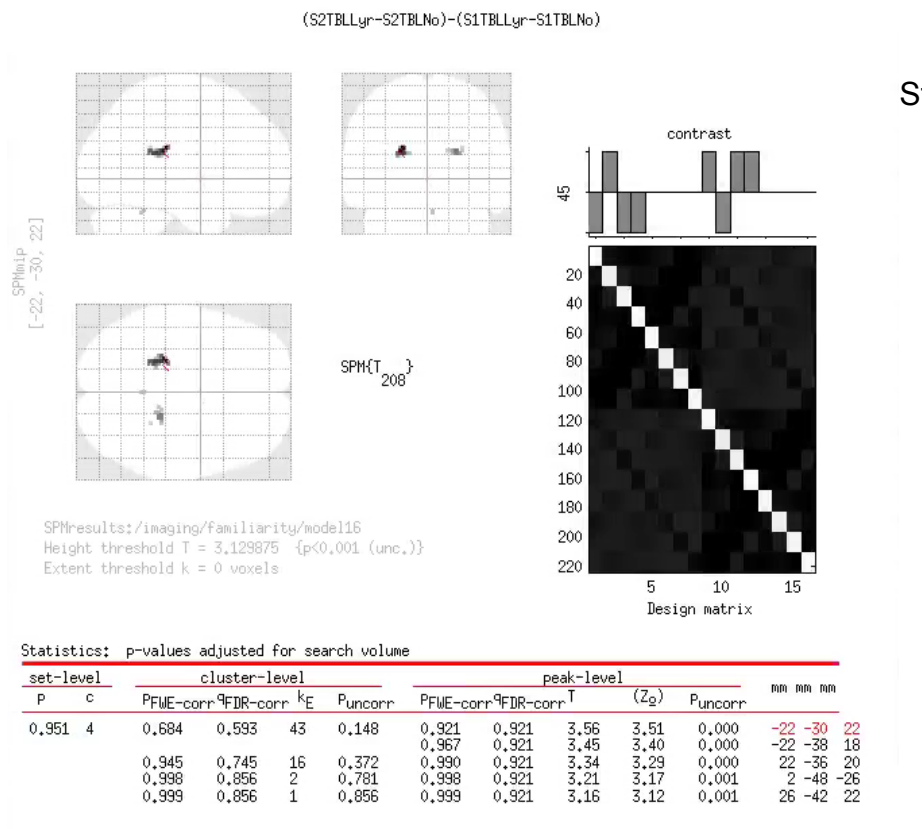 (S2TBLLyr-S2TBLNo)-(S1TBLLyr-S1TBLNo)
contrast
45
SPMmip
[-22, -30, 22]
SPM{T208}
20
40
60
80
100
120
140
160
180
200
220
5 10 15
Design matrix
SPMresults:/imaging/familiarity/model16
Height threshold T = 3.129875 {p<0.001 (unc.)}
Extent threshold k = 0 voxels
Statistics: p-values adjusted for search volume
set-level cluster-level peak-level mm mm mm
p c PFWE-corr qFDR-corr kE Puncorr PFWE-corr qFDR-corr T (Z≡) Puncorr
0.951 4 0.684 0.593 43 0.148 0.921 0.921 3.56 3.51 0.000 -22 -30 22
0.967 0.921 3.45 3.40 0.000 -22 -38 18
0.945 0.745 16 0.372 0.990 0.921 3.34 3.29 0.000 22 -36 20
0.998 0.856 2 0.781 0.998 0.921 3.21 3.17 0.001 2 -48 -26
0.999 0.856 1 0.856 0.999 0.921 3.16 3.12 0.001 26 -42 22